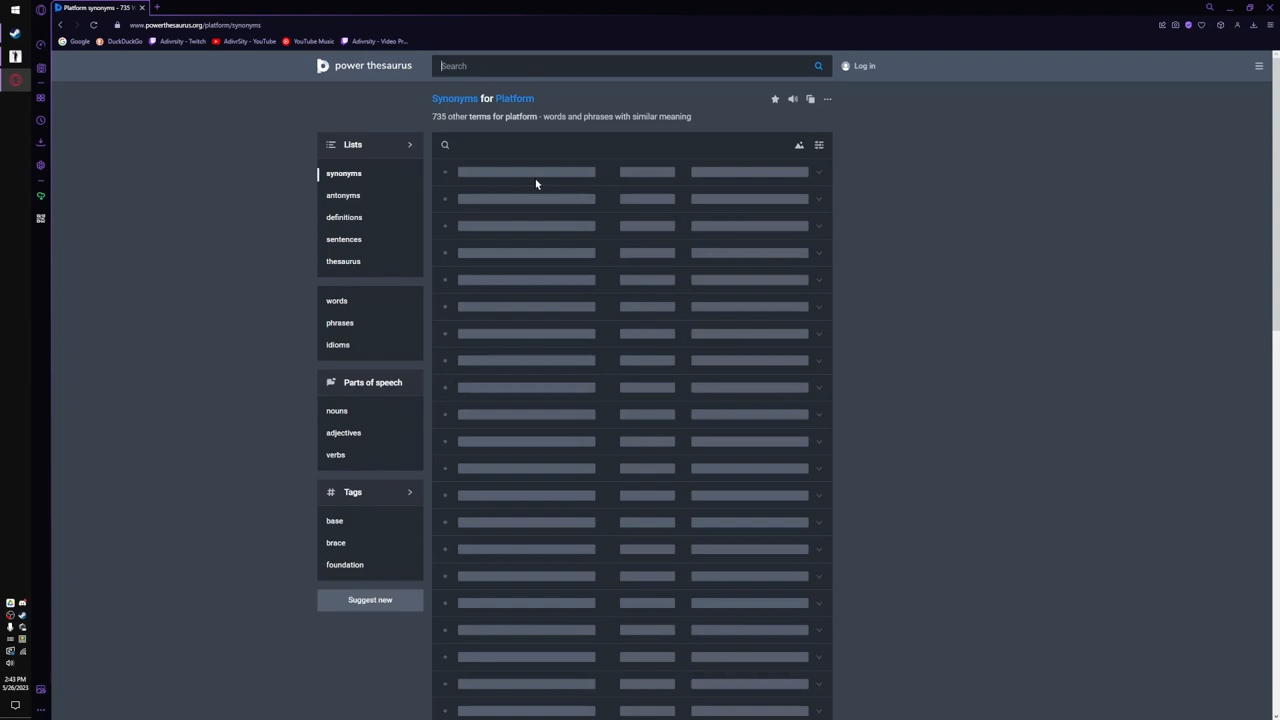 Platform synonyms - 735
www.powerthesaurus.org/platform/synonyms
Google
DuckDuckGo
Adivrsity - Twitch
AdivrSity - YouTube
YouTube Music
Adivrsity - Video Pr...
power thesaurus
Search
Log in
Synonyms for Platform
735 other terms for platform - words and phrases with similar meaning
Lists
synonyms
antonyms
definitions
sentences
thesaurus
words
phrases
idioms
Parts of speech
nouns
adjectives
verbs
Tags
base
brace
foundation
Suggest new
2:43 PM
5/26/2023